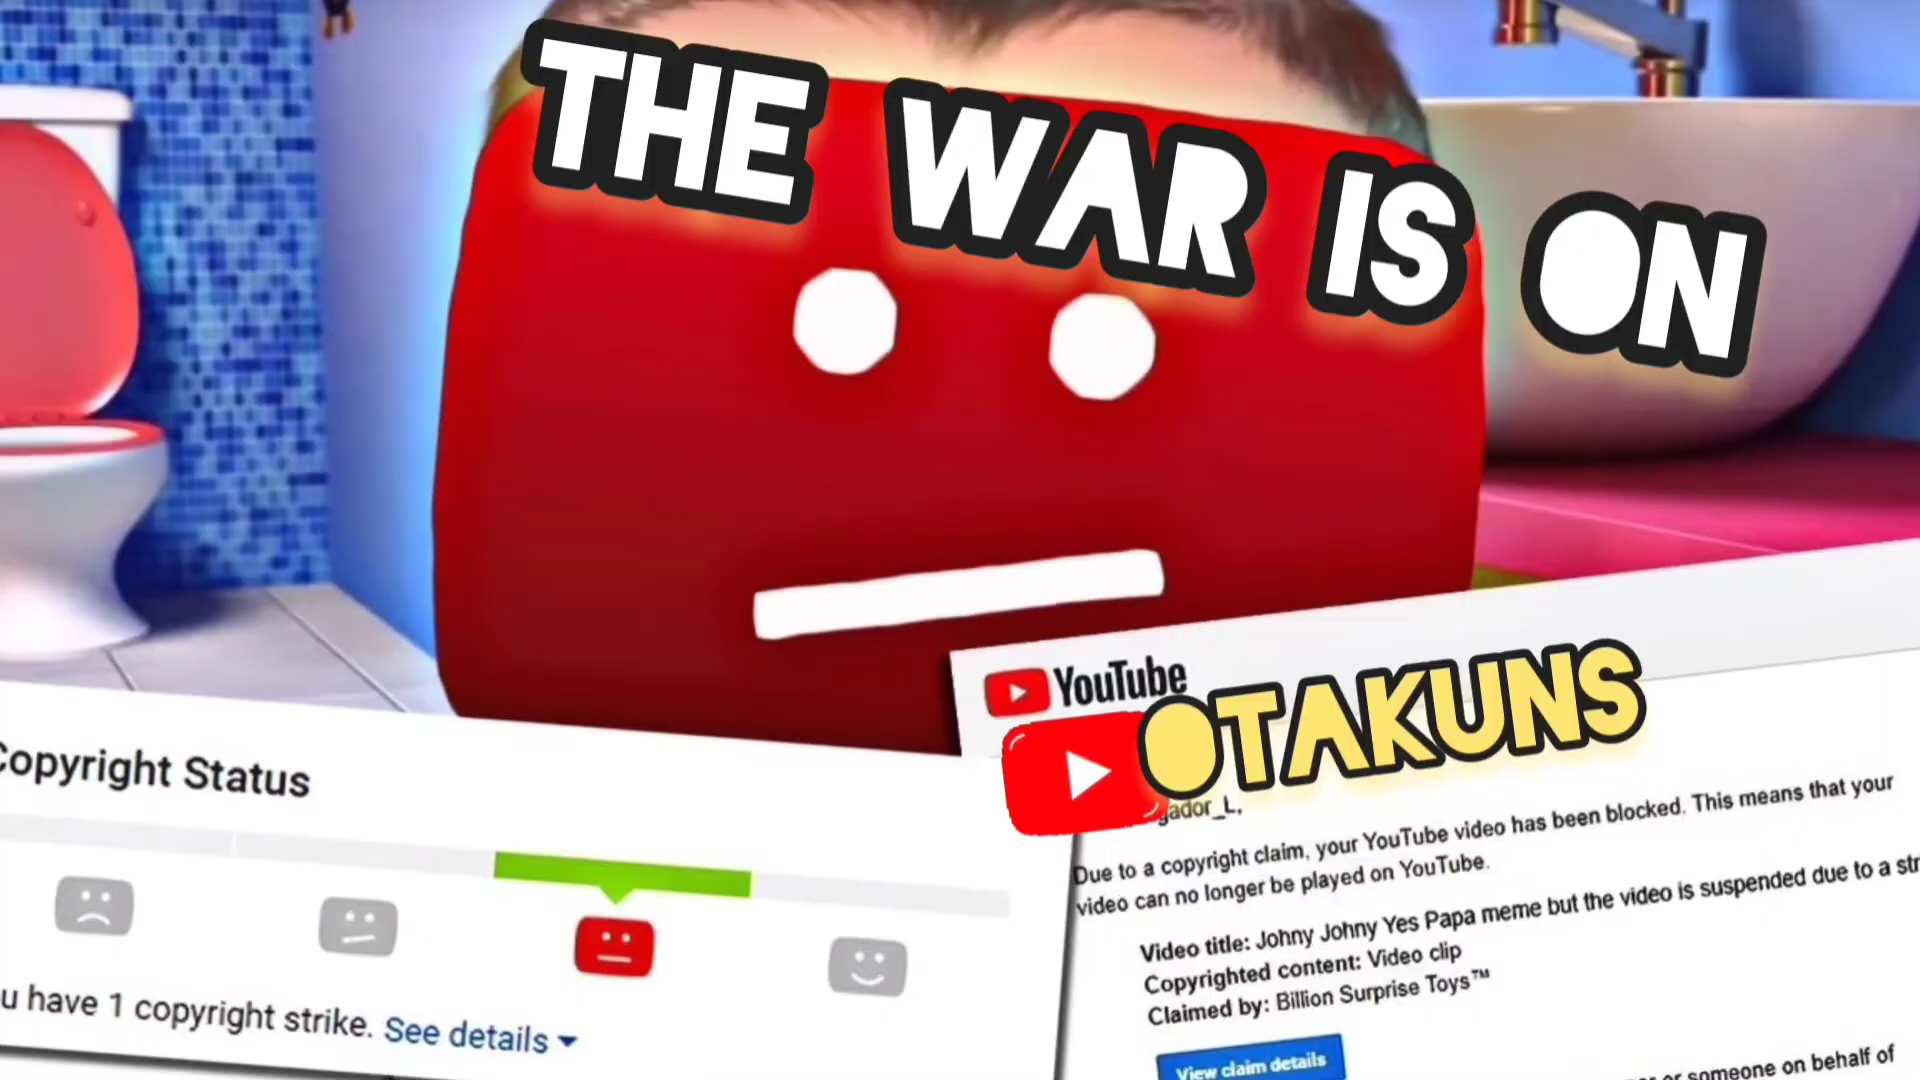 THE WAR IS ON
YouTube
OTAKUNS
Copyright Status
gador_L,
Due to a copyright claim, your YouTube video has been blocked. This means that your
video can no longer be played on YouTube.
Video title: Johny Johny Yes Papa meme but the video is suspended due to a str
Copyrighted content: Video clip
Claimed by: Billion Surprise Toys™
u have 1 copyright strike. See details
View claim details
or someone on behalf of